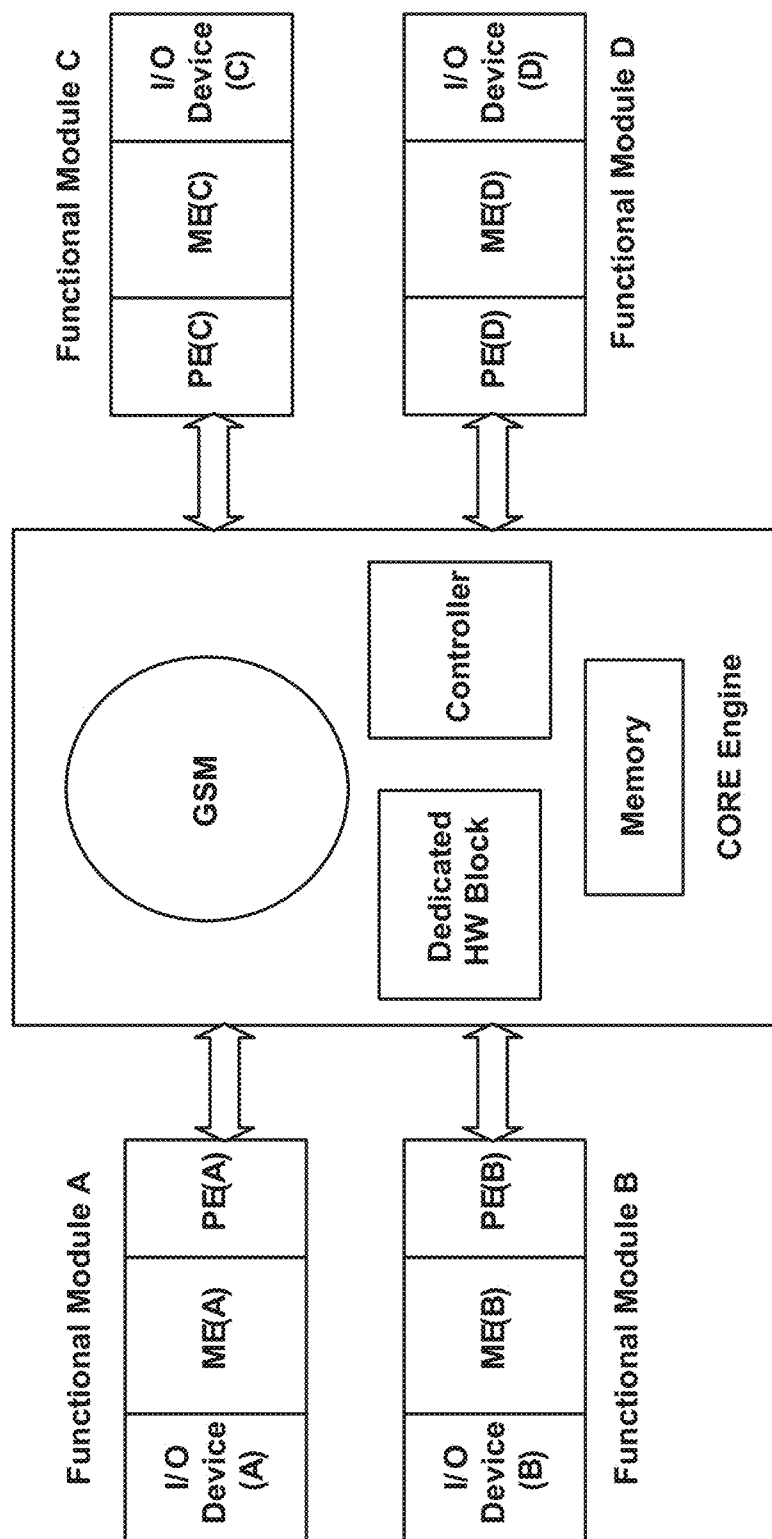 Functional Module A
I/O
Device
(A)
ME(A)
PE(A)
I/O
Device
(B)
ME(B)
PE(B)
Functional Module B
GSM
Dedicated
HW Block
Controller
Memory
CORE Engine
Functional Module C
PE(C)
ME(C)
I/O
Device
(C)
PE(D)
ME(D)
I/O
Device
(D)
Functional Module D